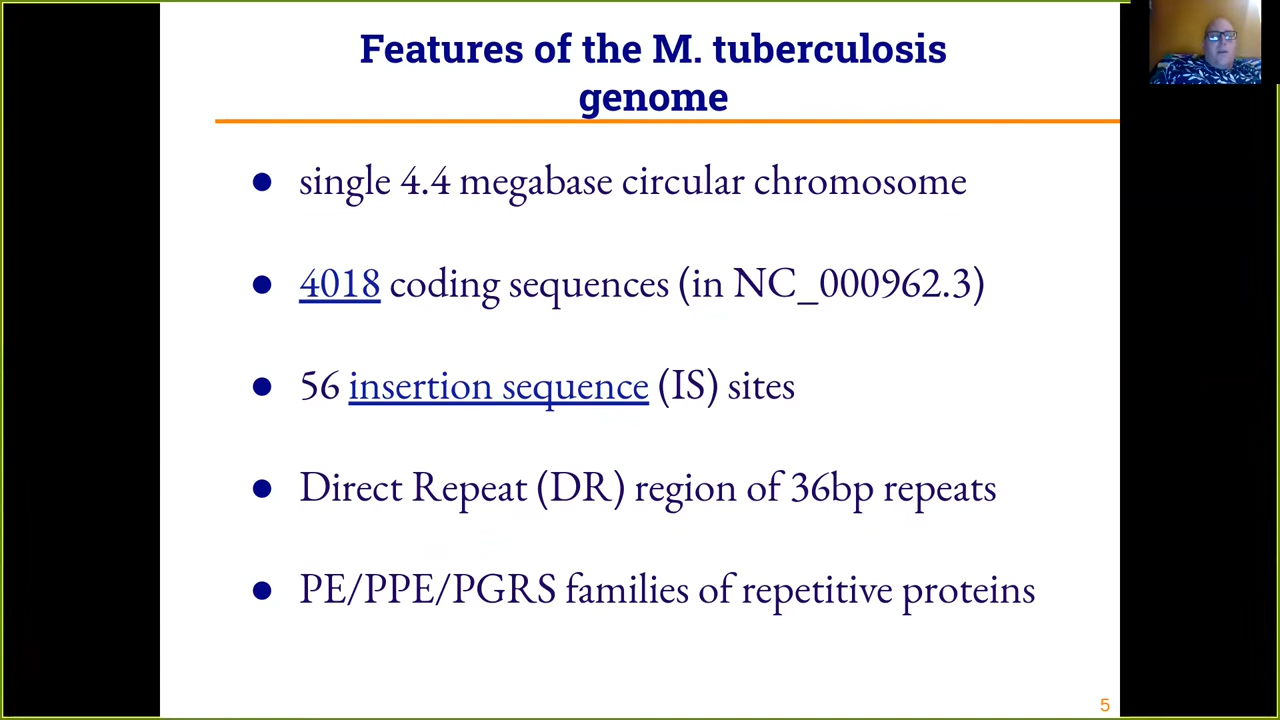 Features of the M. tuberculosis
genome
● single 4.4 megabase circular chromosome
● 4018 coding sequences (in NC_000962.3)
● 56 insertion sequence (IS) sites
● Direct Repeat (DR) region of 36bp repeats
● PE/PPE/PGRS families of repetitive proteins
5